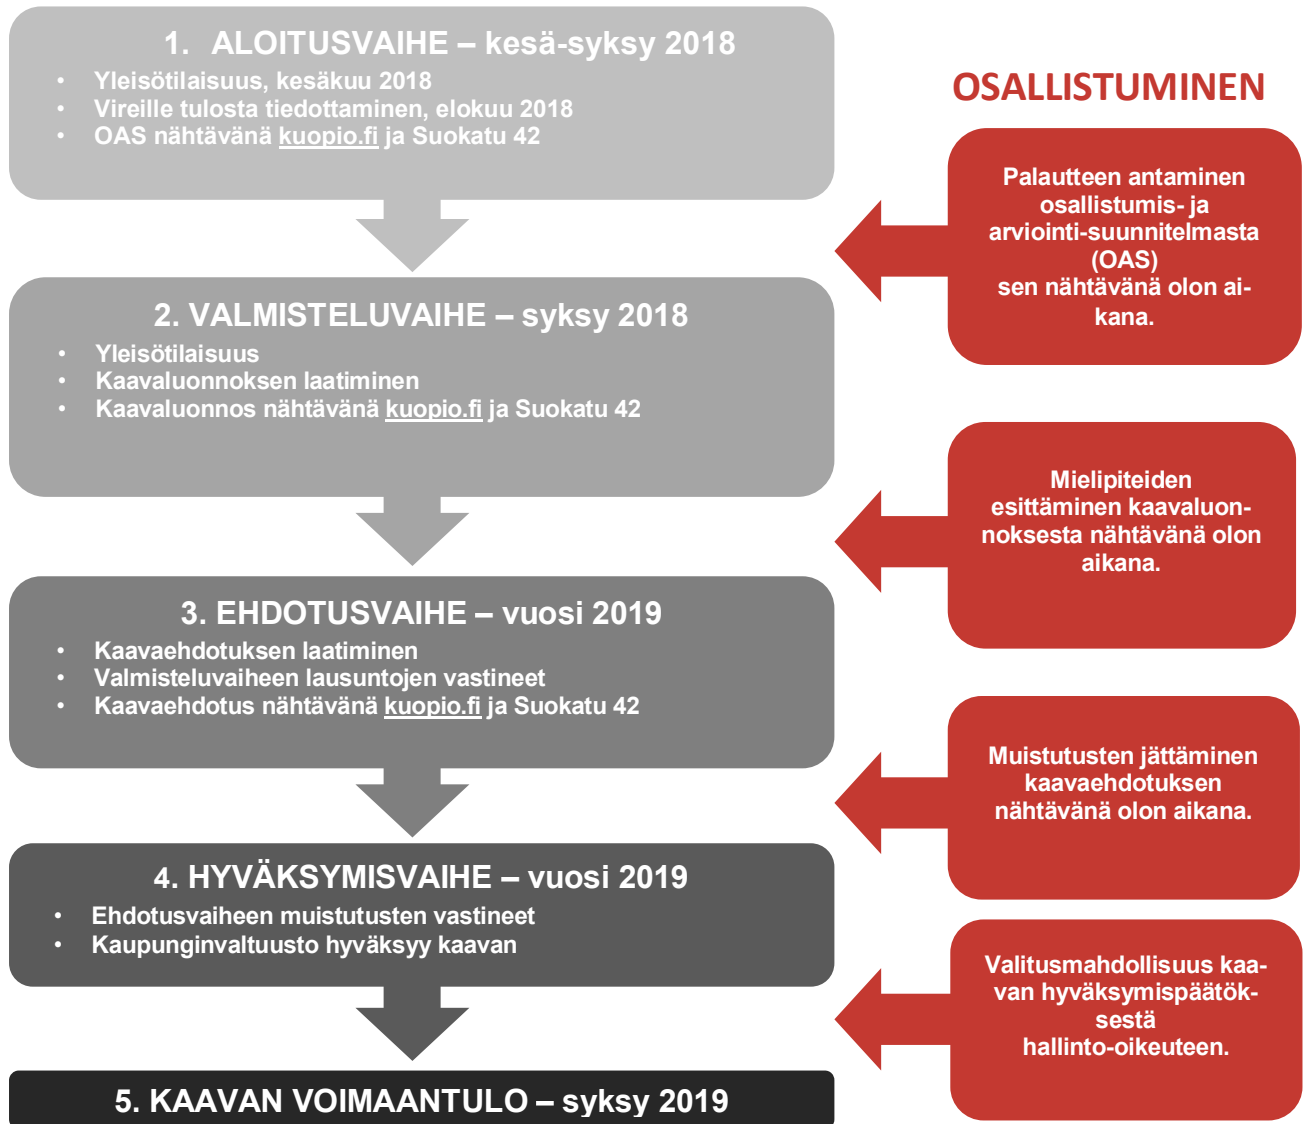 1. ALOITUSVAIHE – kesä-syksy 2018
• Yleisötilaisuus, kesäkuu 2018
• Vireille tulosta tiedottaminen, elokuu 2018
• OAS nähtävänä kuopio.fi ja Suokatu 42
OSALLISTUMINEN
Palautteen antaminen
osallistumis- ja
arviointi-suunnitelmasta
(OAS)
sen nähtävänä olon ai-
kana.
2. VALMISTELUVAIHE – syksy 2018
• Yleisötilaisuus
• Kaavaluonnoksen laatiminen
• Kaavaluonnos nähtävänä kuopio.fi ja Suokatu 42
Mielipiteiden
esittäminen kaavaluon-
noksesta nähtävänä olon
aikana.
3. EHDOTUSVAIHE – vuosi 2019
• Kaavaehdotuksen laatiminen
• Valmisteluvaiheen lausuntojen vastineet
• Kaavaehdotus nähtävänä kuopio.fi ja Suokatu 42
Muistutusten jättäminen
kaavaehdotuksen
nähtävänä olon aikana.
4. HYVÄKSYMISVAIHE – vuosi 2019
• Ehdotusvaiheen muistutusten vastineet
• Kaupunginvaltuusto hyväksyy kaavan
Valitusmahdollisuus kaa-
van hyväksymispäätök-
sestä
hallinto-oikeuteen.
5. KAAVAN VOIMAANTULO – syksy 2019